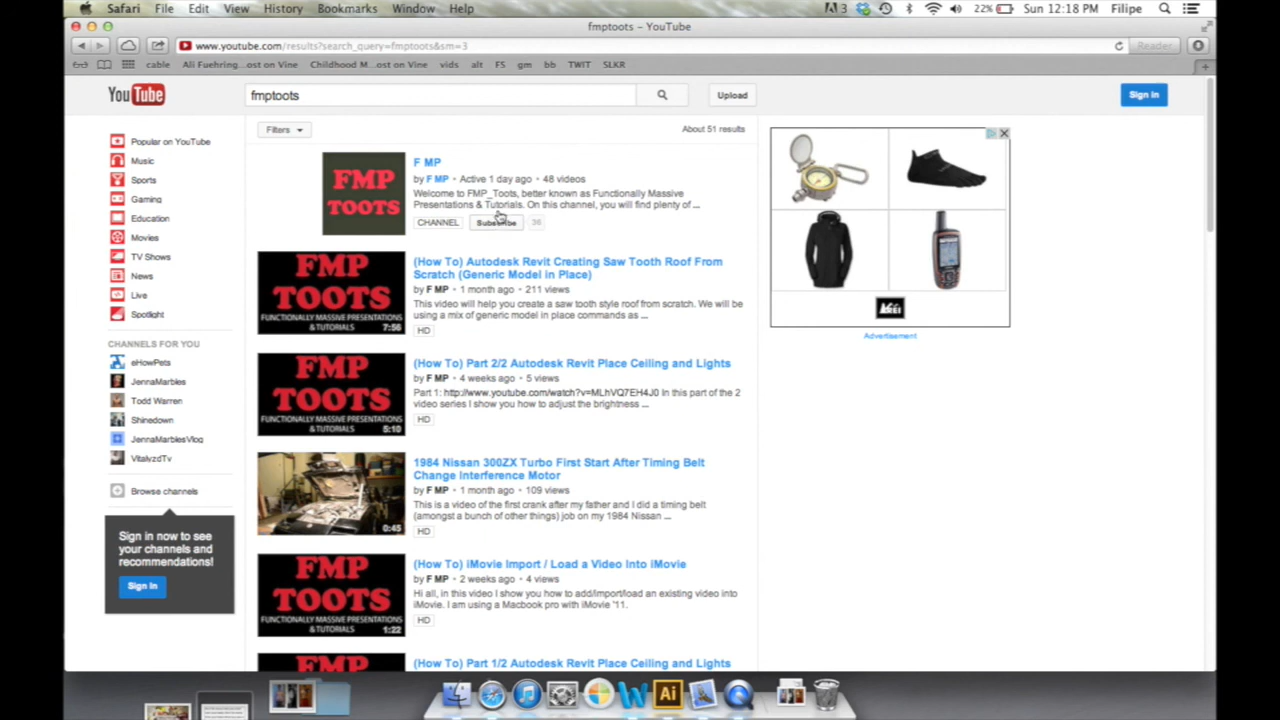 Safari File Edit View History Bookmarks Window Help 3 22% Sun 12:18 PM Filipe
fmptoots – YouTube
www.youtube.com/results?search_query=fmptoots&sm=3 Reader
cable Ali Fuehring...ost on Vine Childhood M...ost on Vine vids alt FS gm bb TWIT SLKR
YouTube fmptoots Upload Sign In
Filters About 51 results
Popular on YouTube
Music
Sports
Gaming
Education
Movies
TV Shows
News
Live
Spotlight
CHANNELS FOR YOU
eHowPets
JennaMarbles
Todd Warren
Shinedown
JennaMarblesVlog
VitalyzdTv
Browse channels
Sign in now to see
your channels and
recommendations!
Sign In
FMP
TOOTS
F MP
by F MP • Active 1 day ago • 48 videos
Welcome to FMP_Toots, better known as Functionally Massive
Presentations & Tutorials. On this channel, you will find plenty of ...
CHANNEL Subscribe 36
FMP
TOOTS
FUNCTIONALLY MASSIVE PRESENTATIONS
& TUTORIALS 7:56
(How To) Autodesk Revit Creating Saw Tooth Roof From
Scratch (Generic Model in Place)
by F MP • 1 month ago • 211 views
This video will help you create a saw tooth style roof from scratch. We will be
using a mix of generic model in place commands as ...
HD
FMP
TOOTS
FUNCTIONALLY MASSIVE PRESENTATIONS
& TUTORIALS 5:10
(How To) Part 2/2 Autodesk Revit Place Ceiling and Lights
by F MP • 4 weeks ago • 5 views
Part 1: http://www.youtube.com/watch?v=MLhVQ7EH4J0 In this part of the 2
video series I show you how to adjust the brightness ...
HD
0:45
1984 Nissan 300ZX Turbo First Start After Timing Belt
Change Interference Motor
by F MP • 1 month ago • 109 views
This is a video of the first crank after my father and I did a timing belt
(amongst a bunch of other things) job on my 1984 Nissan ...
HD
FMP
TOOTS
FUNCTIONALLY MASSIVE PRESENTATIONS
& TUTORIALS 1:22
(How To) iMovie Import / Load a Video Into iMovie
by F MP • 2 weeks ago • 4 views
Hi all, in this video I show you how to add/import/load an existing video into
iMovie. I am using a Macbook pro with iMovie '11.
HD
FMP
(How To) Part 1/2 Autodesk Revit Place Ceiling and Lights
REI
Advertisement
W Ai